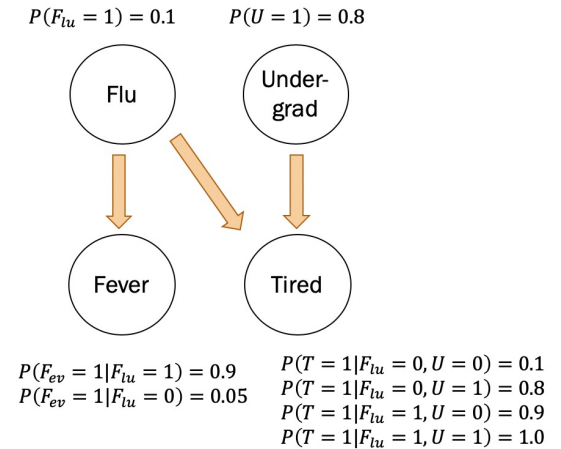 P(F_lu = 1) = 0.1
P(U = 1) = 0.8
Flu
Under-
grad
Fever
Tired
P(F_ev = 1|F_lu = 1) = 0.9
P(F_ev = 1|F_lu = 0) = 0.05
P(T = 1|F_lu = 0, U = 0) = 0.1
P(T = 1|F_lu = 0, U = 1) = 0.8
P(T = 1|F_lu = 1, U = 0) = 0.9
P(T = 1|F_lu = 1, U = 1) = 1.0